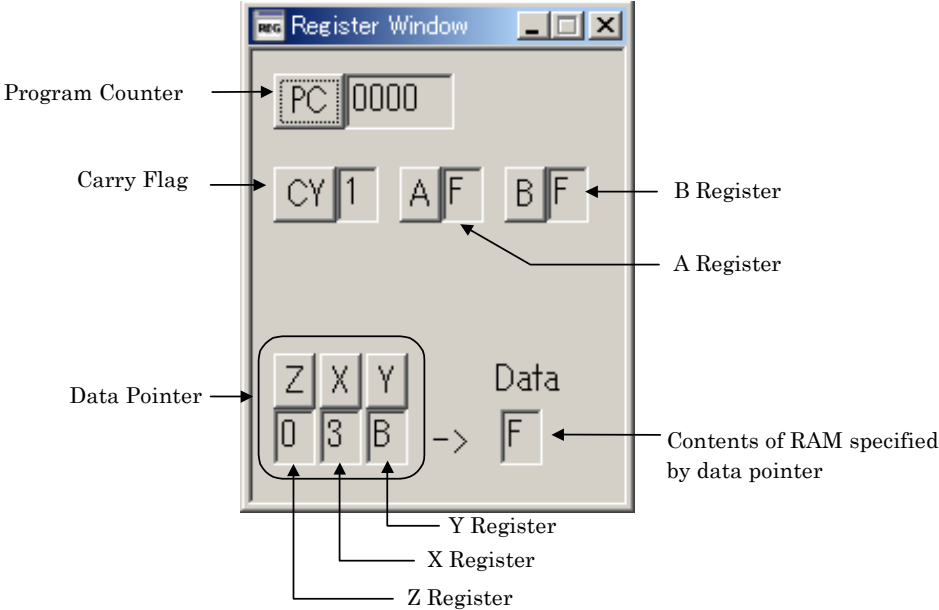 REG Register Window
Program Counter
PC 0000
Carry Flag
CY 1 A F B F
B Register
A Register
Z X Y Data
Data Pointer
0 3 B -> F
Contents of RAM specified
by data pointer
Y Register
X Register
Z Register